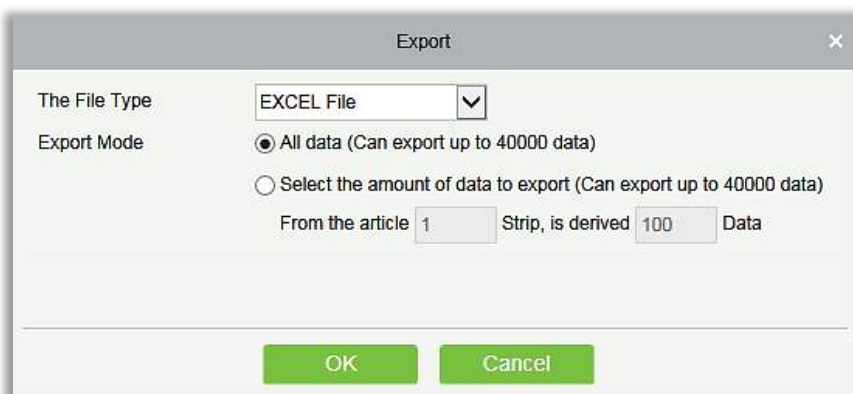 Export
The File Type EXCEL File
Export Mode All data (Can export up to 40000 data)
Select the amount of data to export (Can export up to 40000 data)
From the article 1 Strip, is derived 100 Data
OK Cancel